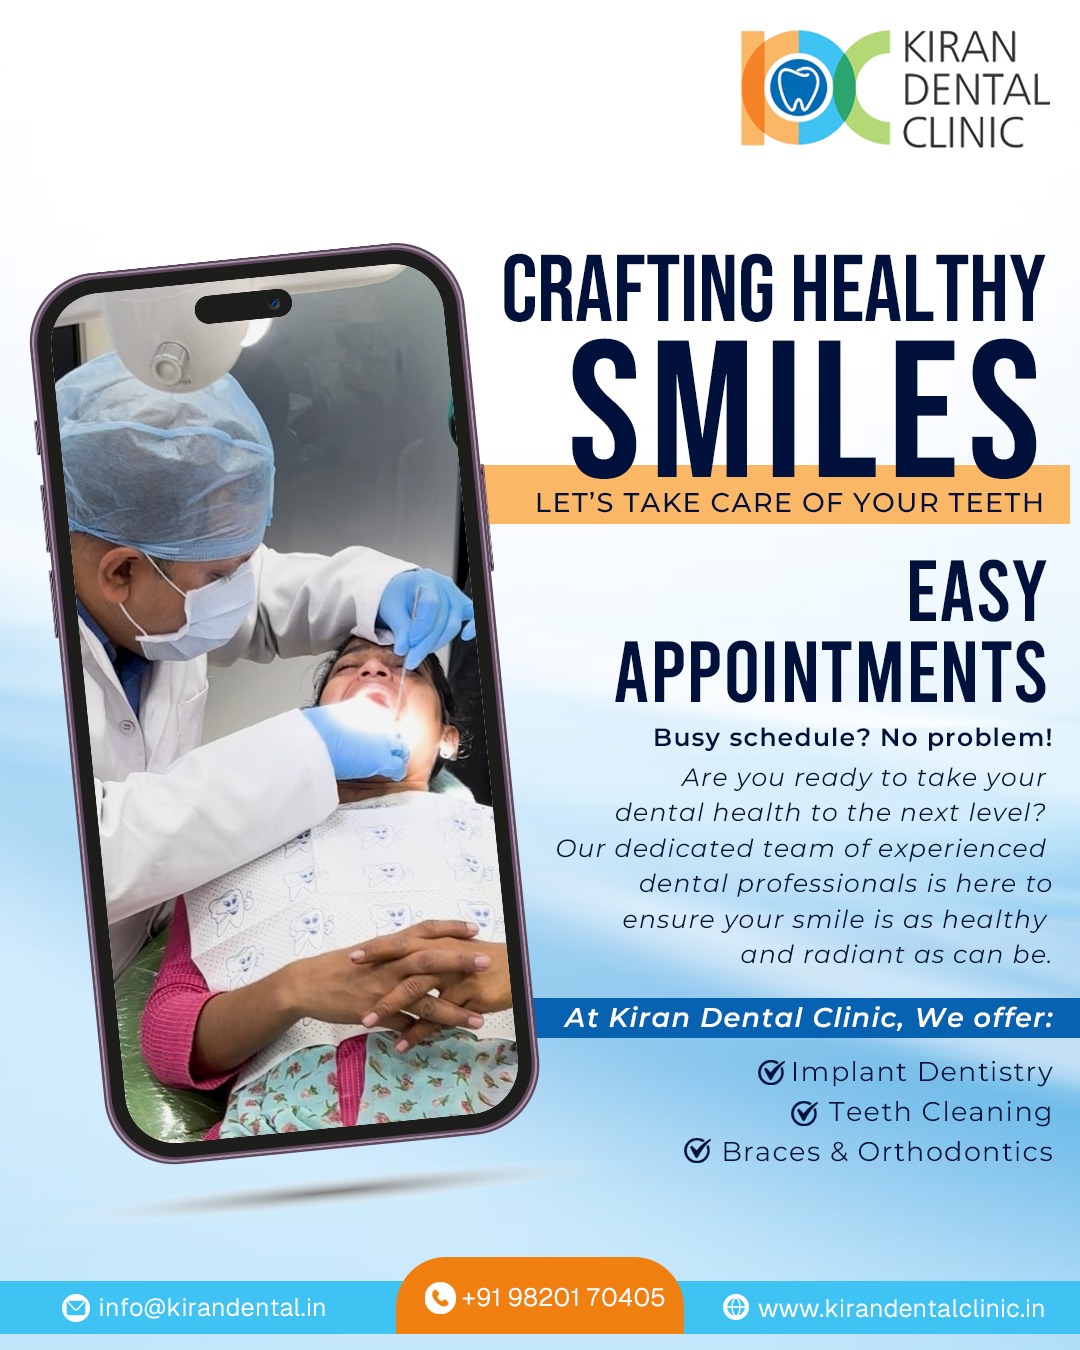 KIRAN
DENTAL
CLINIC
CRAFTING HEALTHY
SMILES
LET'S TAKE CARE OF YOUR TEETH
EASY
APPOINTMENTS
Busy schedule? No problem!
Are you ready to take your
dental health to the next level?
Our dedicated team of experienced
dental professionals is here to
ensure your smile is as healthy
and radiant as can be.
At Kiran Dental Clinic, We offer:
Implant Dentistry
Teeth Cleaning
Braces & Orthodontics
info@kirandental.in
+91 98201 70405
www.kirandentalclinic.in